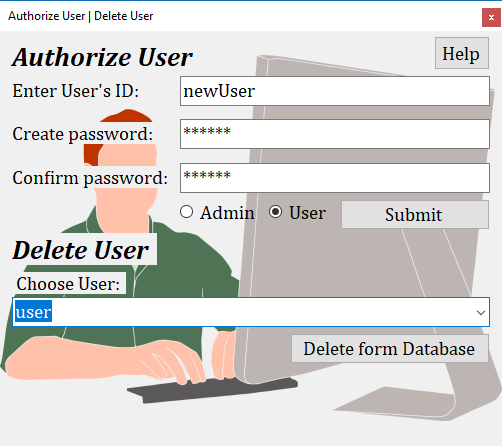 Authorize User | Delete User
x
Authorize User
Help
Enter User's ID: newUser
Create password: ******
Confirm password: ******
Admin User Submit
Delete User
Choose User:
user
Delete form Database